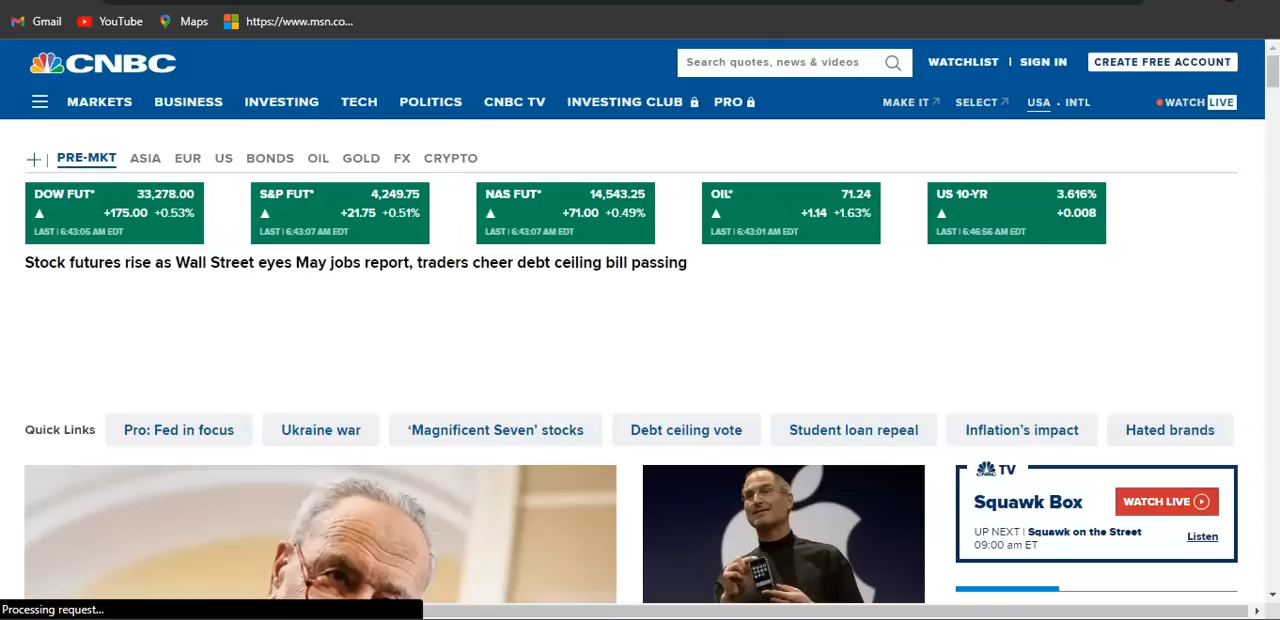 Gmail YouTube Maps https://www.msn.co...
CNBC Search quotes, news & videos WATCHLIST | SIGN IN CREATE FREE ACCOUNT
MARKETS BUSINESS INVESTING TECH POLITICS CNBC TV INVESTING CLUB PRO MAKE IT SELECT USA • INTL WATCH LIVE
PRE-MKT ASIA EUR US BONDS OIL GOLD FX CRYPTO
DOW FUT* 33,278.00
+175.00 +0.53%
LAST | 6:43:05 AM EDT
S&P FUT* 4,249.75
+21.75 +0.51%
LAST | 6:43:07 AM EDT
NAS FUT* 14,543.25
+71.00 +0.49%
LAST | 6:43:07 AM EDT
OIL* 71.24
+1.14 +1.63%
LAST | 6:43:01 AM EDT
US 10-YR 3.616%
+0.008
LAST | 6:46:56 AM EDT
Stock futures rise as Wall Street eyes May jobs report, traders cheer debt ceiling bill passing
Quick Links Pro: Fed in focus Ukraine war ‘Magnificent Seven’ stocks Debt ceiling vote Student loan repeal Inflation’s impact Hated brands
CNBC TV
Squawk Box WATCH LIVE
UP NEXT | Squawk on the Street
09:00 am ET
Listen
Processing request...